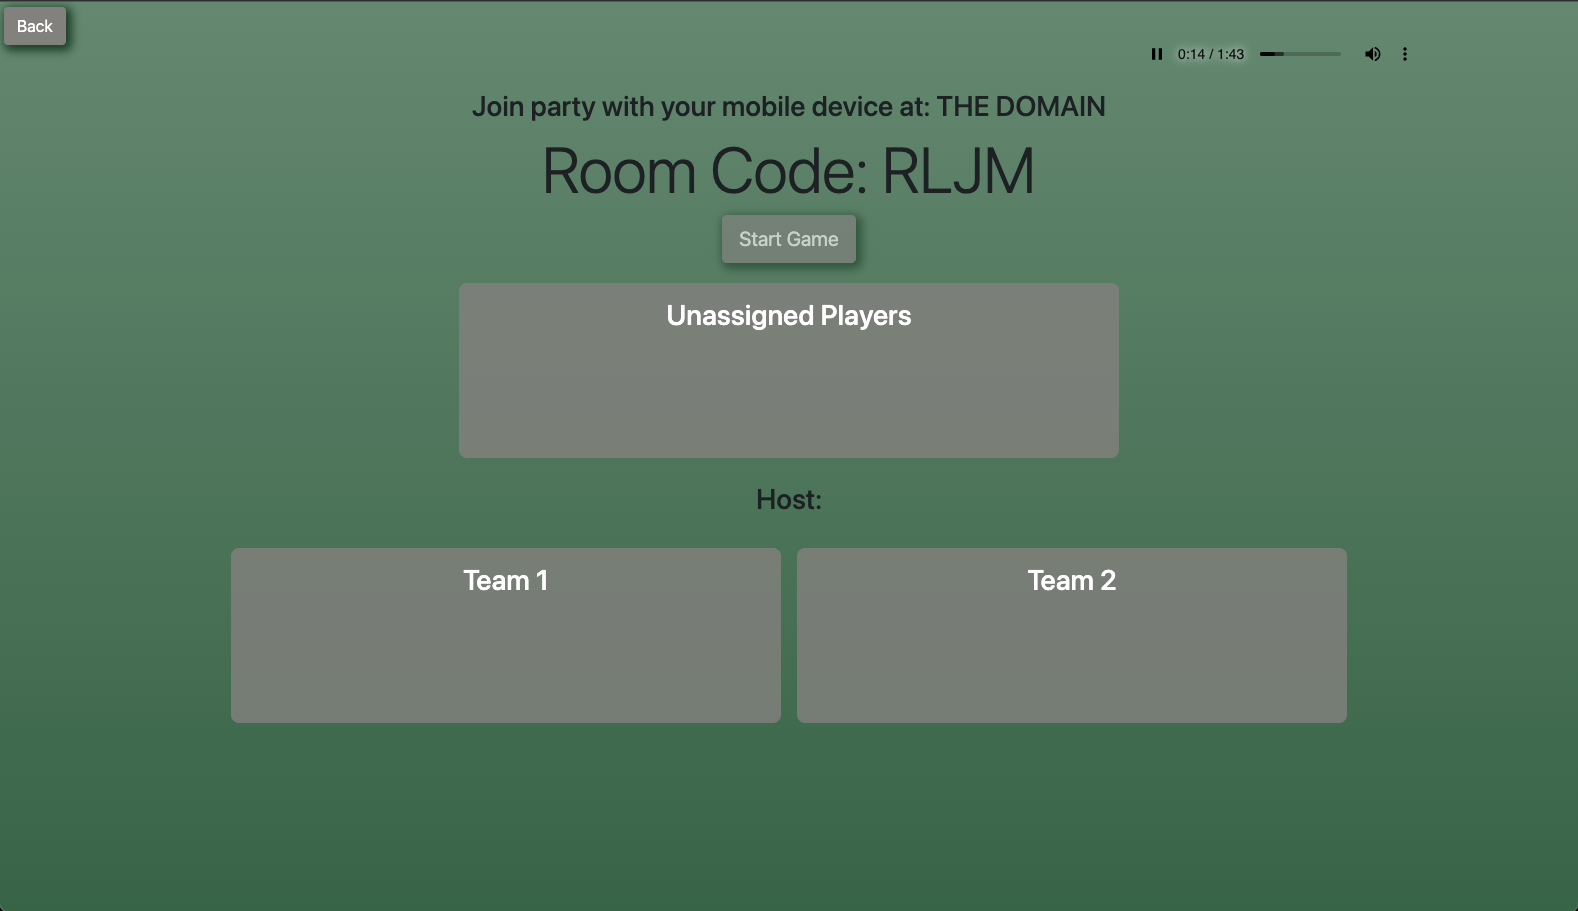 Back
0:14 / 1:43
Join party with your mobile device at: THE DOMAIN
Room Code: RLJM
Start Game
Unassigned Players
Host:
Team 1
Team 2